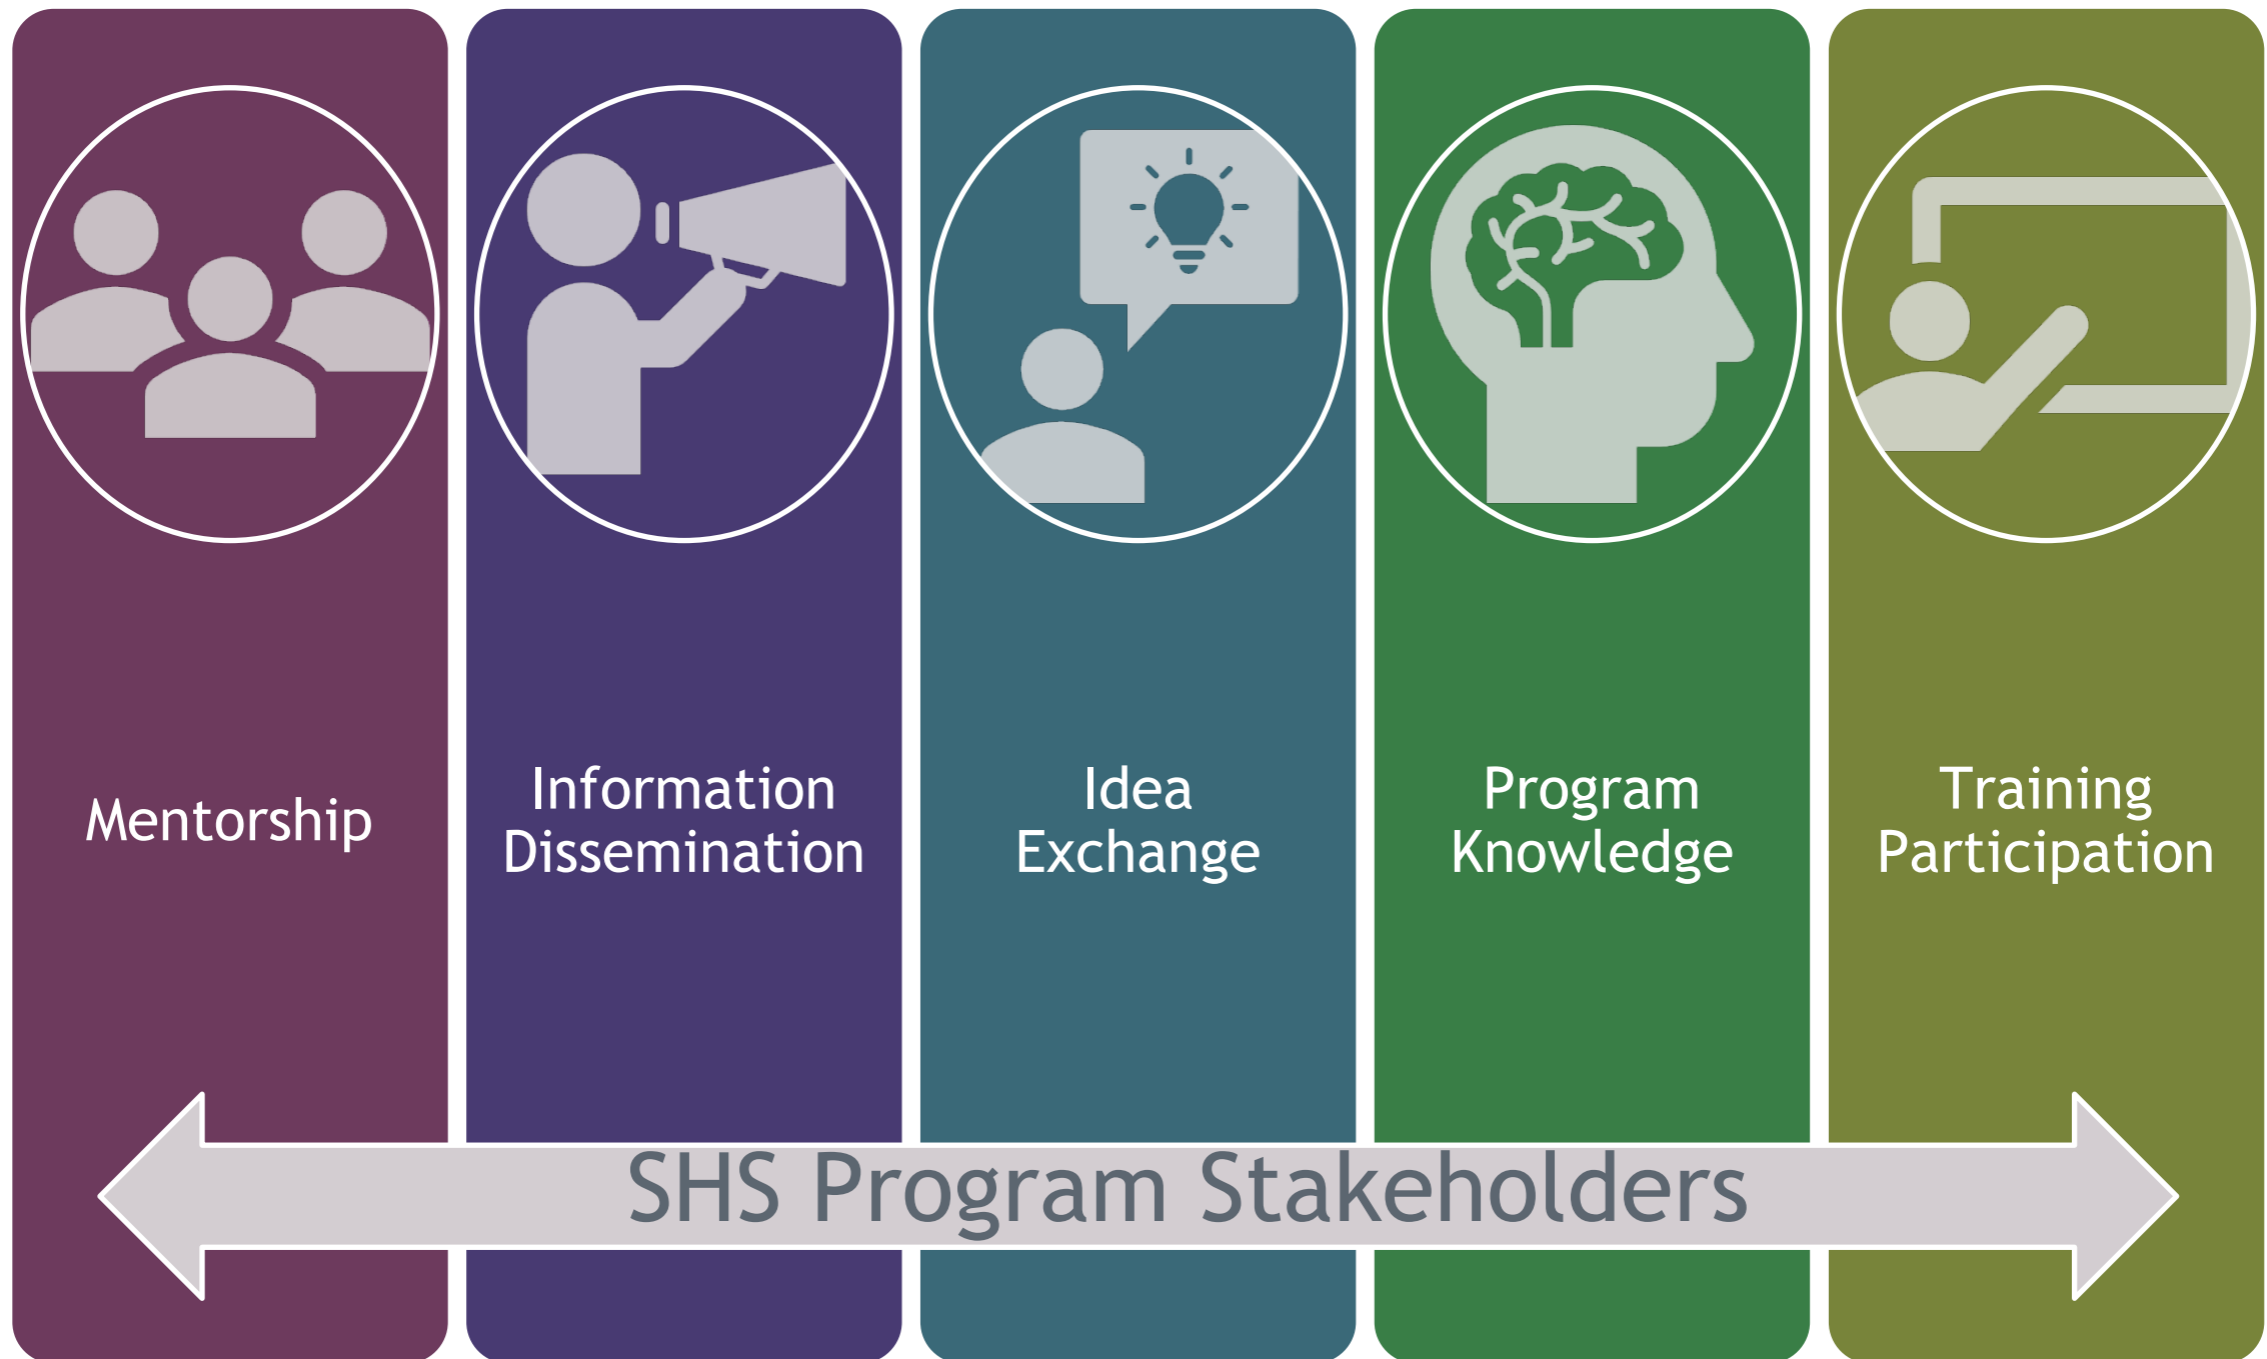 Mentorship
Information
Dissemination
Idea
Exchange
Program
Knowledge
Training
Participation
SHS Program Stakeholders